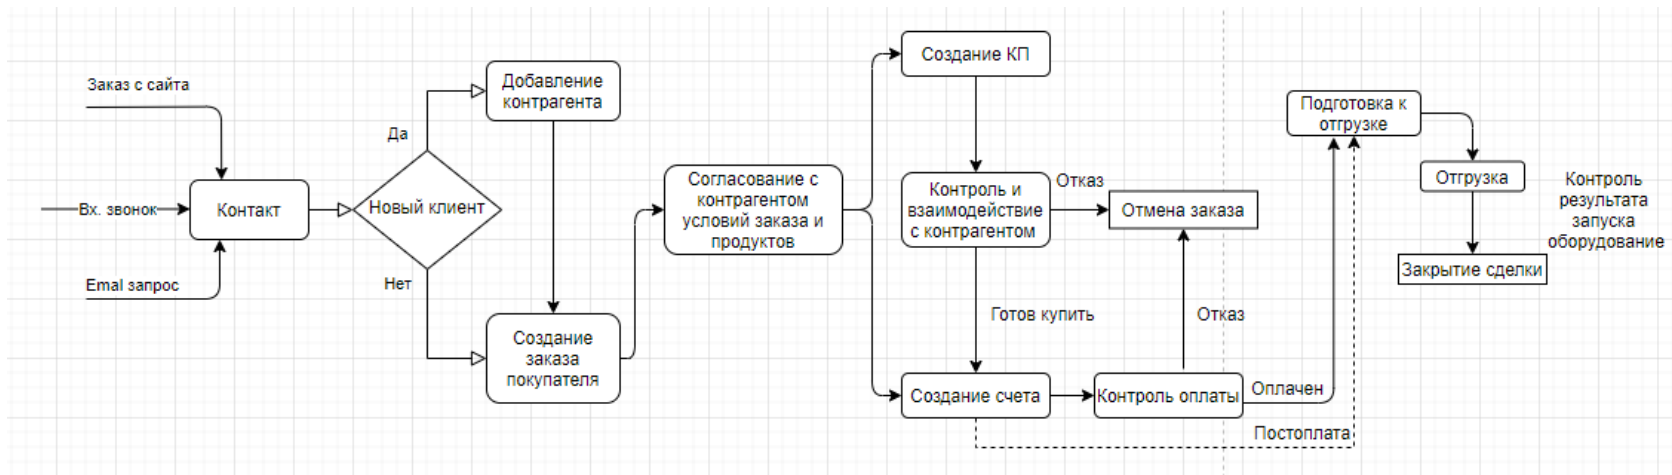 Заказ с сайта
Вх. звонок
Emal запрос
Контакт
Новый клиент
Да
Нет
Добавление
контрагента
Создание
заказа
покупателя
Согласование с
контрагентом
условий заказа и
продуктов
Создание КП
Контроль и
взаимодействие
с контрагентом
Отказ
Отмена заказа
Готов купить
Отказ
Создание счета
Контроль оплаты
Оплачен
Постоплата
Подготовка к
отгрузке
Отгрузка
Закрытие сделки
Контроль
результата
запуска
оборудование